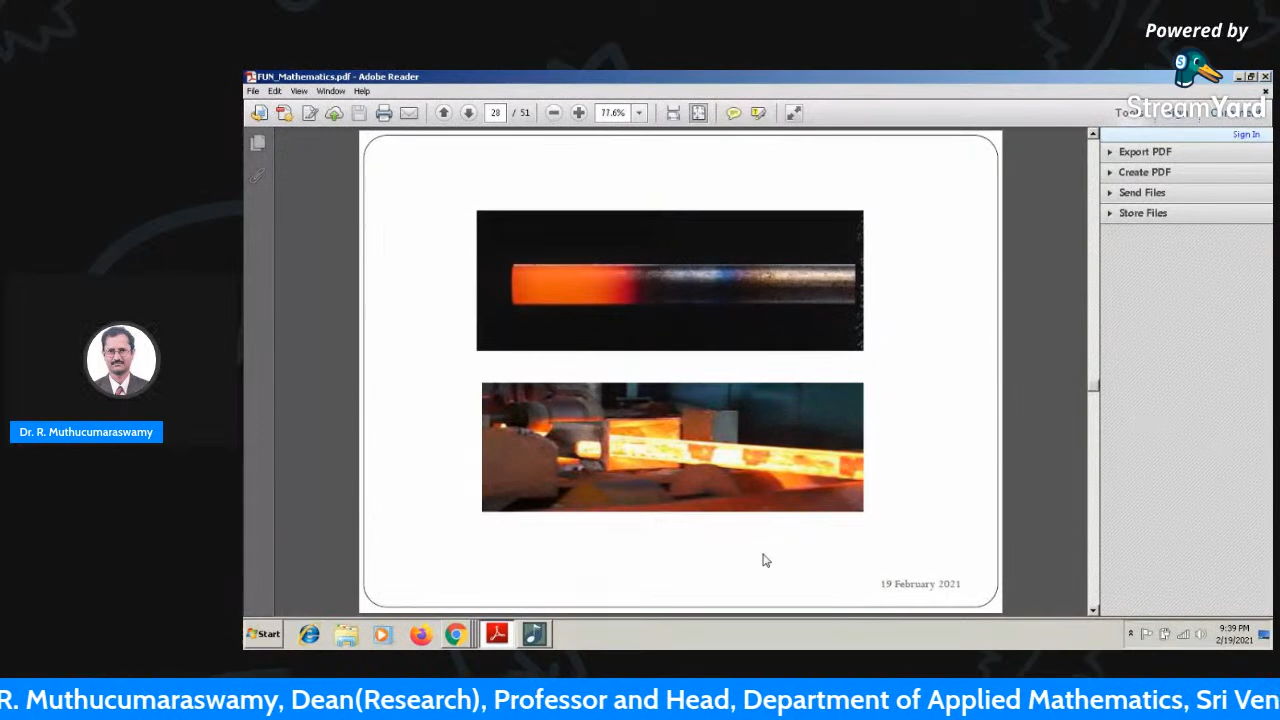 Powered by
StreamYard
FUN_Mathematics.pdf - Adobe Reader
File Edit View Window Help
28 / 51 77.6%
Sign In
Export PDF
Create PDF
Send Files
Store Files
19 February 2021
Dr. R. Muthucumaraswamy
Start
9:39 PM
2/19/2021
R. Muthucumaraswamy, Dean(Research), Professor and Head, Department of Applied Mathematics, Sri Ven